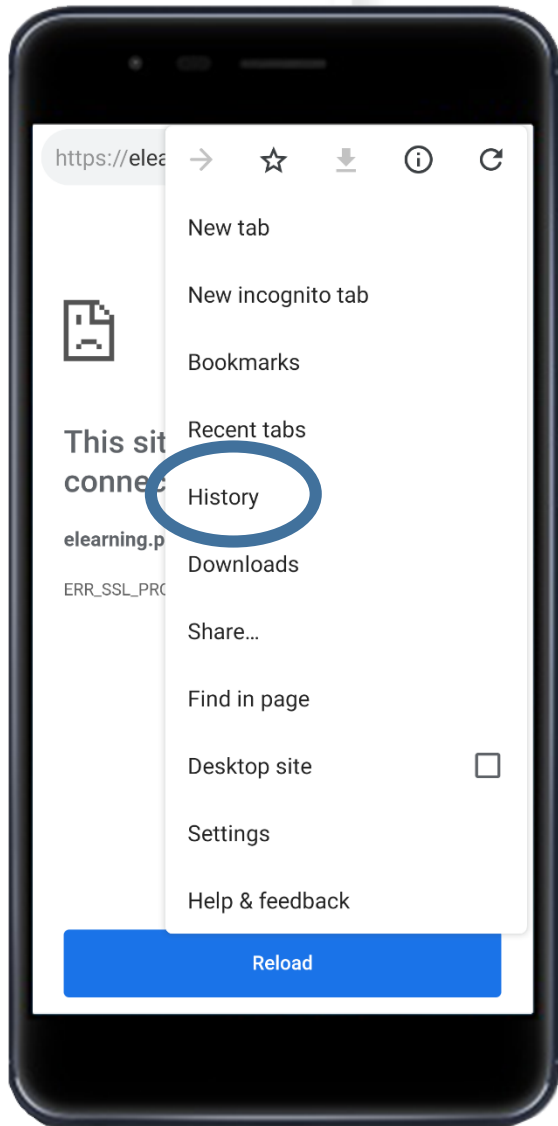 https://elea
New tab
New incognito tab
Bookmarks
Recent tabs
This sit
connec
History
elearning.p
Downloads
ERR_SSL_PRO
Share...
Find in page
Desktop site
Settings
Help & feedback
Reload